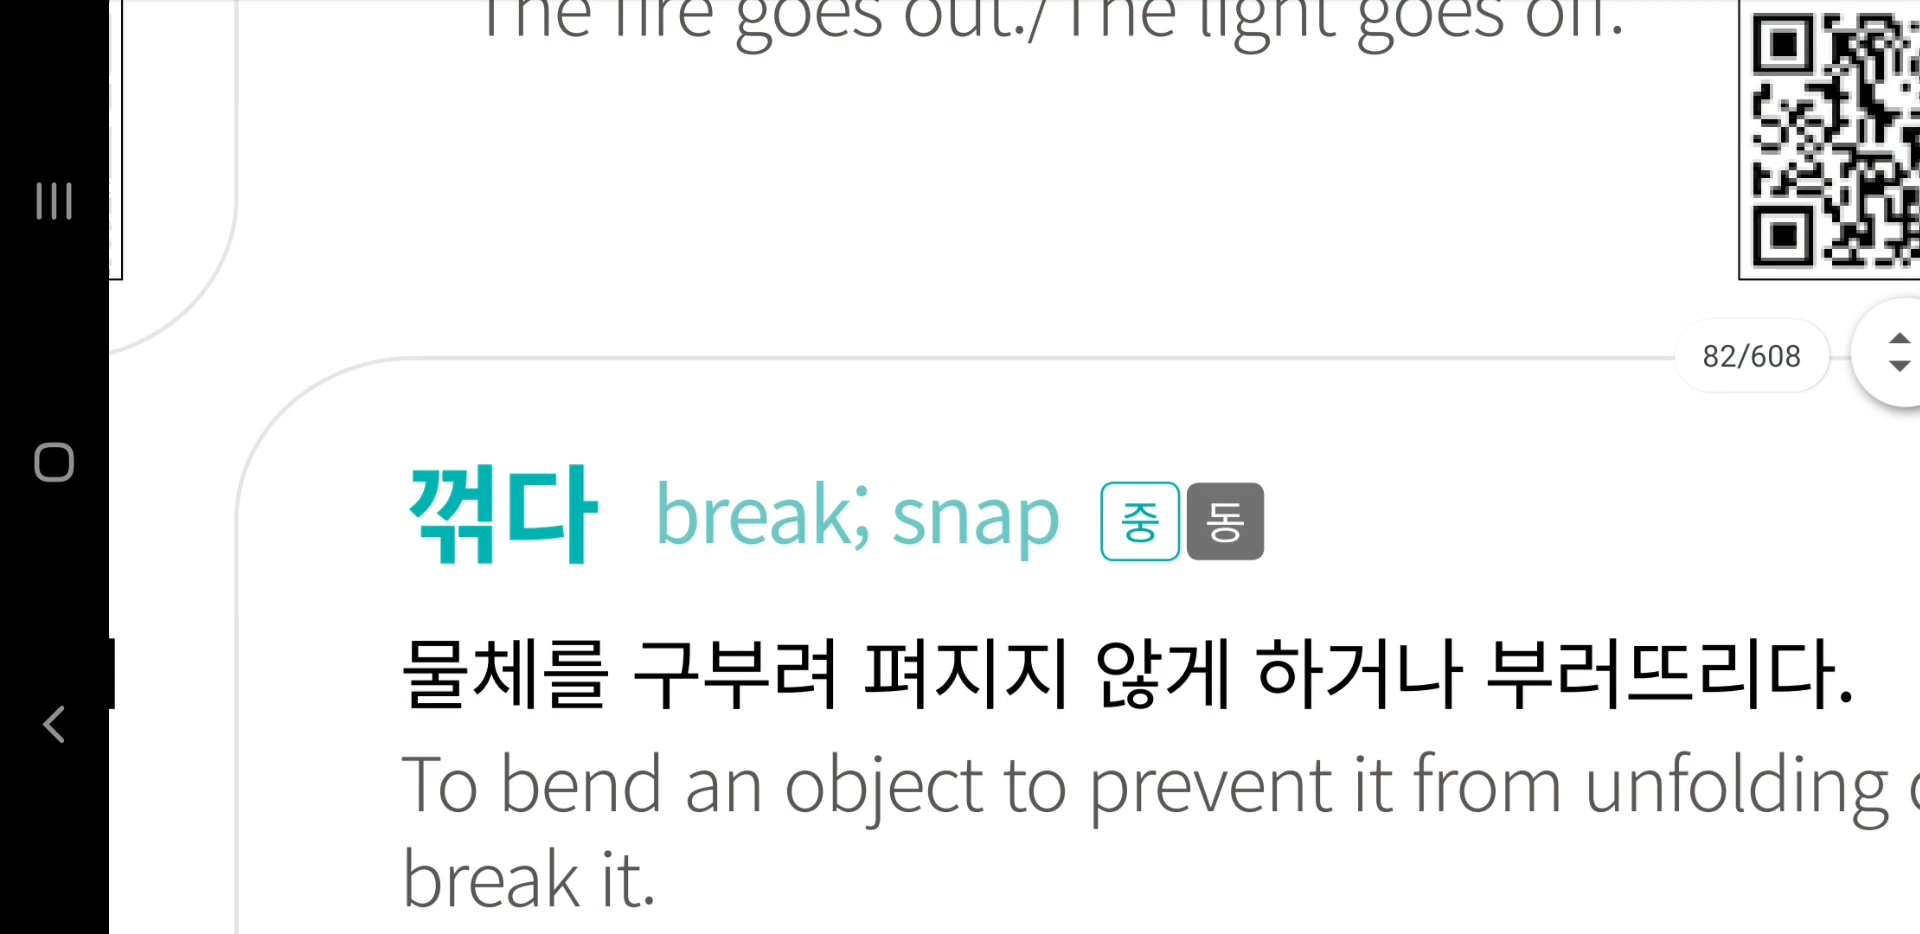 The fire goes out./The light goes off.
82/608
꺾다 break; snap 중 동
물체를 구부려 펴지지 않게 하거나 부러뜨리다.
To bend an object to prevent it from unfolding
break it.